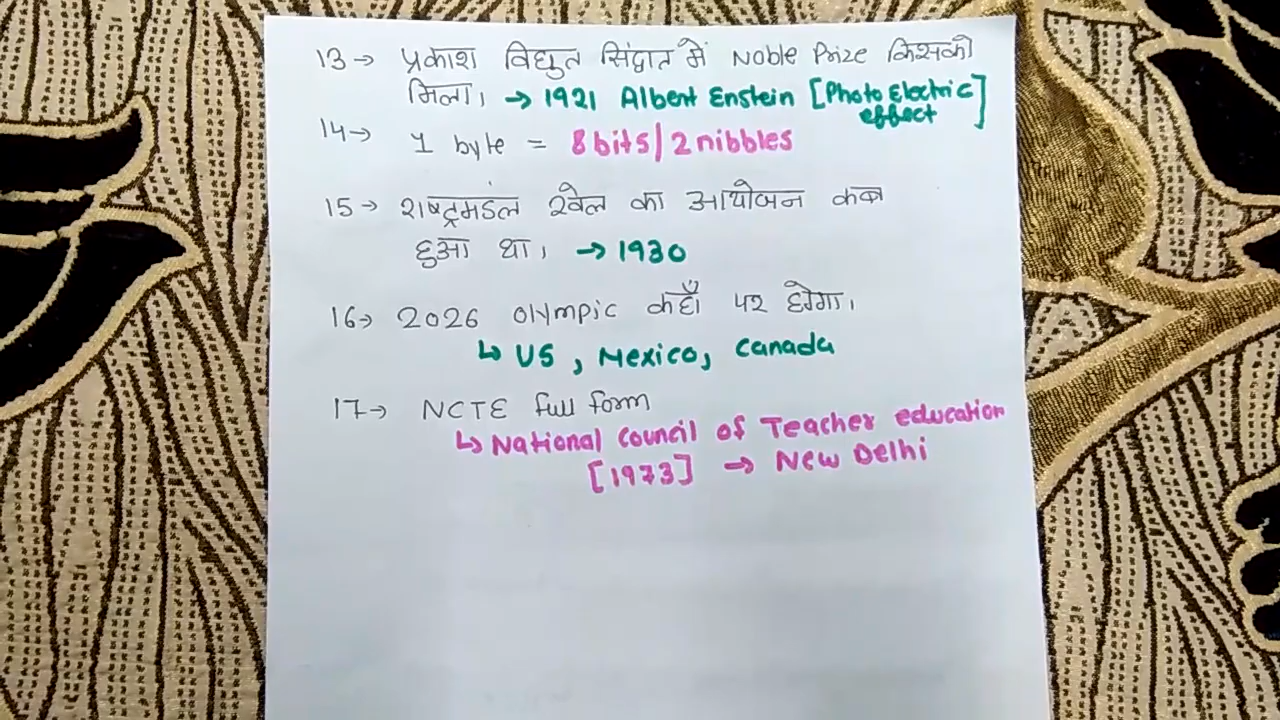 13→ प्रकाश विद्युत सिंद्वात में Noble Prize किसको
मिला। → 1921 Albert Enstein [Photo Electric effect]
14→ 1 byte = 8 bits/2 nibbles
15→ राष्ट्रमंडल खेल का आयोजन कब
हुआ था। → 1930
16→ 2026 Olympic कहाँ पर होगा।
↳ US, Mexico, Canada
17→ NCTE full form
↳ National Council of Teacher education
[1973] → New Delhi